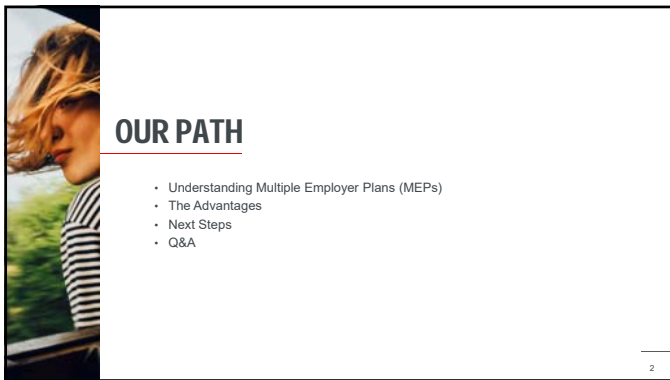 OUR PATH
• Understanding Multiple Employer Plans (MEPs)
• The Advantages
• Next Steps
• Q&A
2